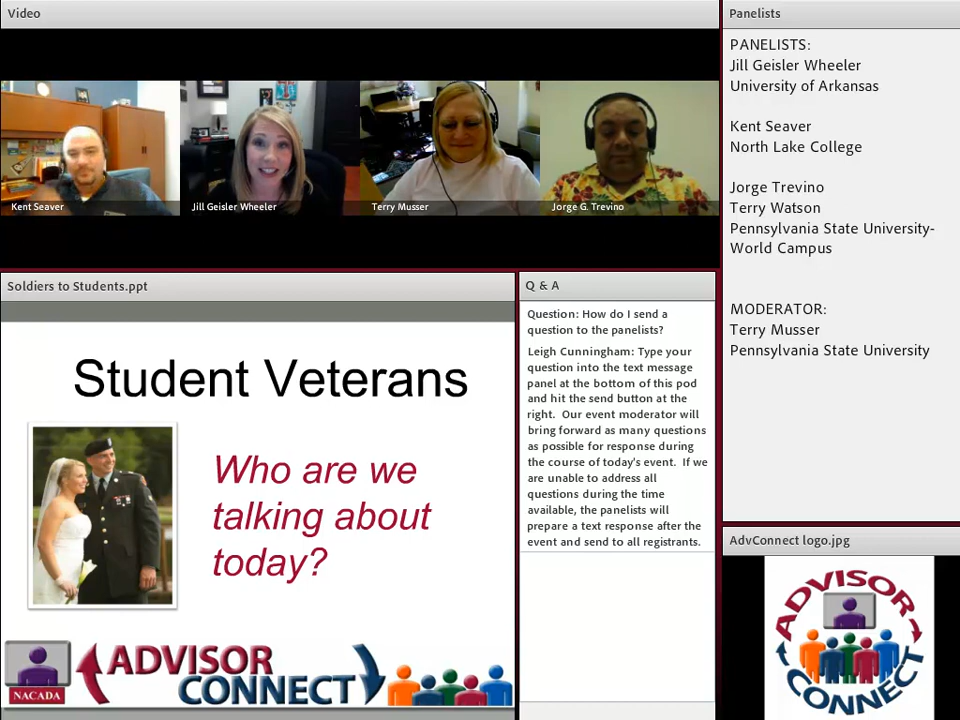 Video
Kent Seaver
Jill Geisler Wheeler
Terry Musser
Jorge G. Trevino
Panelists
PANELISTS:
Jill Geisler Wheeler
University of Arkansas
Kent Seaver
North Lake College
Jorge Trevino
Terry Watson
Pennsylvania State University-
World Campus
MODERATOR:
Terry Musser
Pennsylvania State University
Soldiers to Students.ppt
Student Veterans
Who are we
talking about
today?
NACADA
ADVISOR
CONNECT
Q & A
Question: How do I send a
question to the panelists?
Leigh Cunningham: Type your
question into the text message
panel at the bottom of this pod
and hit the send button at the
right.  Our event moderator will
bring forward as many questions
as possible for response during
the course of today's event.  If we
are unable to address all
questions during the time
available, the panelists will
prepare a text response after the
event and send to all registrants.
AdvConnect logo.jpg
ADVISOR
CONNECT